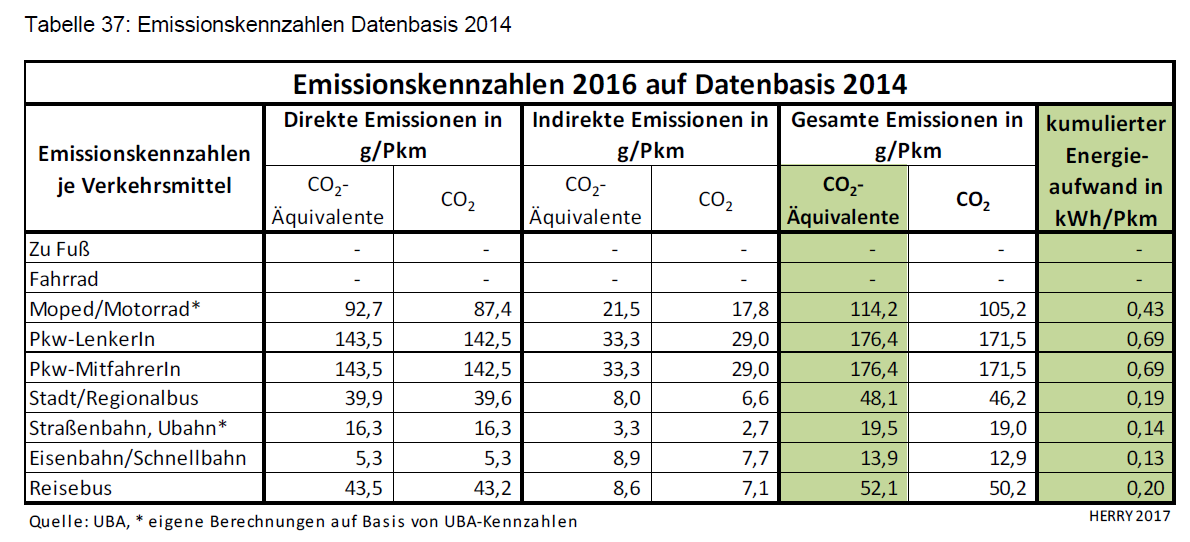 Tabelle 37: Emissionskennzahlen Datenbasis 2014
Emissionskennzahlen 2016 auf Datenbasis 2014
Emissionskennzahlen je Verkehrsmittel
Direkte Emissionen in g/Pkm
Indirekte Emissionen in g/Pkm
Gesamte Emissionen in g/Pkm
kumulierter Energie-aufwand in kWh/Pkm
CO2-Äquivalente CO2 CO2-Äquivalente CO2 CO2-Äquivalente CO2
Zu Fuß - - - - - - -
Fahrrad - - - - - - -
Moped/Motorrad* 92,7 87,4 21,5 17,8 114,2 105,2 0,43
Pkw-LenkerIn 143,5 142,5 33,3 29,0 176,4 171,5 0,69
Pkw-MitfahrerIn 143,5 142,5 33,3 29,0 176,4 171,5 0,69
Stadt/Regionalbus 39,9 39,6 8,0 6,6 48,1 46,2 0,19
Straßenbahn, Ubahn* 16,3 16,3 3,3 2,7 19,5 19,0 0,14
Eisenbahn/Schnellbahn 5,3 5,3 8,9 7,7 13,9 12,9 0,13
Reisebus 43,5 43,2 8,6 7,1 52,1 50,2 0,20
Quelle: UBA, * eigene Berechnungen auf Basis von UBA-Kennzahlen
HERRY 2017